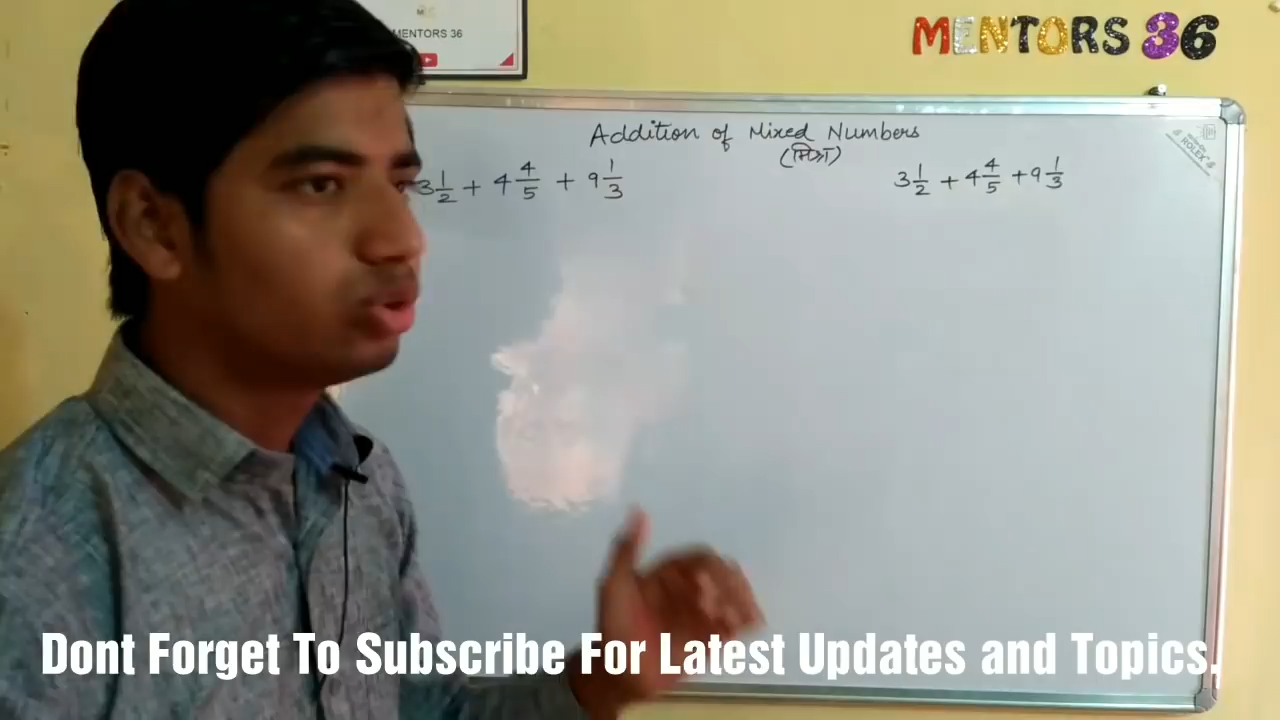 MENTORS 36
MENTORS 36
Addition of Mixed Numbers
(मिश्र)
3 1/2 + 4 4/5 + 9 1/3
3 1/2 + 4 4/5 + 9 1/3
Dont Forget To Subscribe For Latest Updates and Topics.